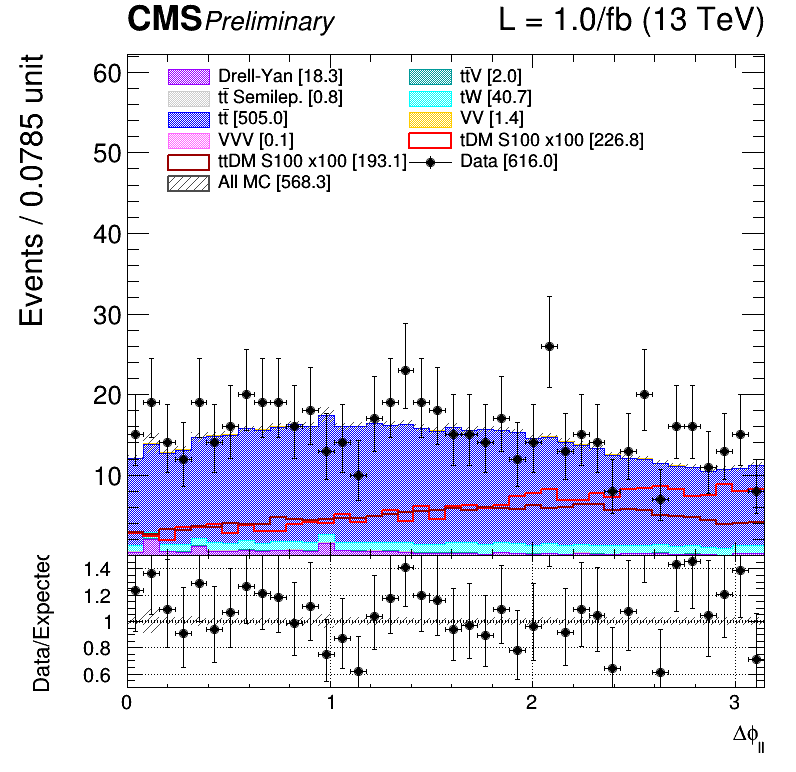 CMS Preliminary L = 1.0/fb (13 TeV)
Events / 0.0785 unit
60
50
40
30
20
10
Drell-Yan [18.3]
tt̄V [2.0]
tt̄ Semilep. [0.8]
tW [40.7]
tt̄ [505.0]
VV [1.4]
VVV [0.1]
tDM S100 x100 [226.8]
ttDM S100 x100 [193.1]
Data [616.0]
All MC [568.3]
Data/Expected
1.4
1.2
1
0.8
0.6
0 1 2 3
Δϕll